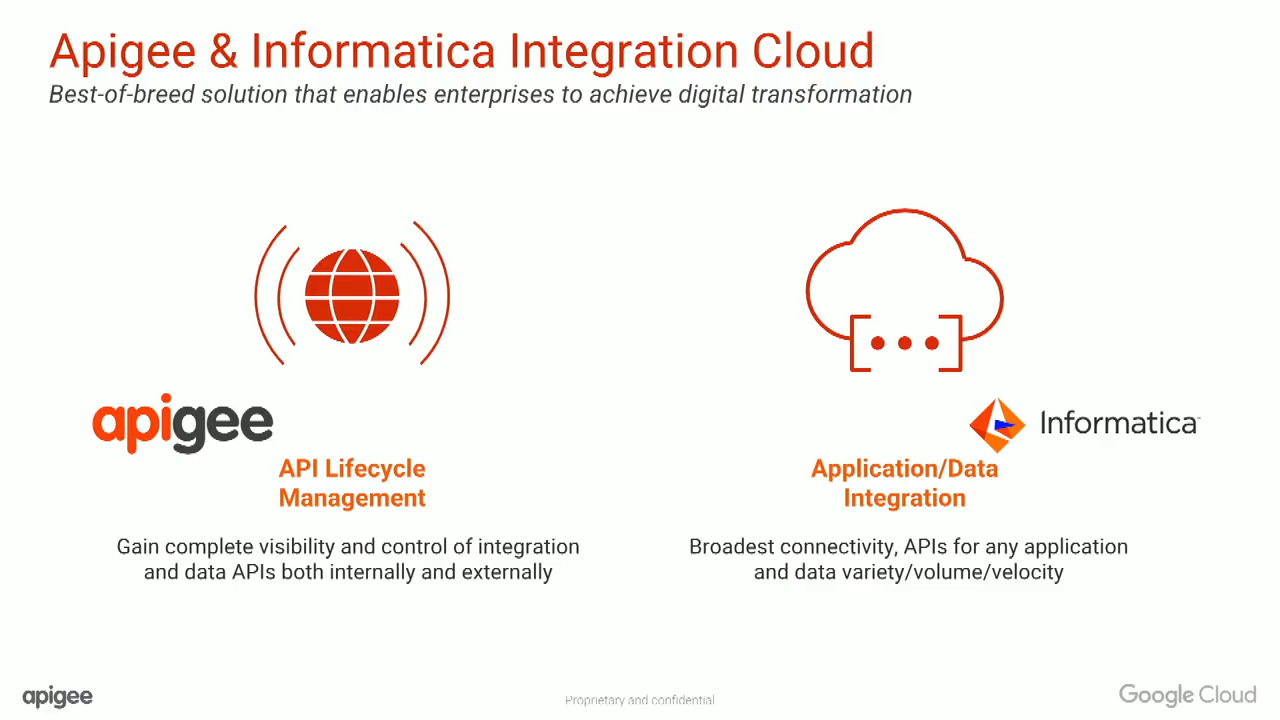 Apigee & Informatica Integration Cloud
Best-of-breed solution that enables enterprises to achieve digital transformation
apigee
API Lifecycle
Management
Gain complete visibility and control of integration
and data APIs both internally and externally
Informatica
Application/Data
Integration
Broadest connectivity, APIs for any application
and data variety/volume/velocity
apigee
Proprietary and confidential
Google Cloud